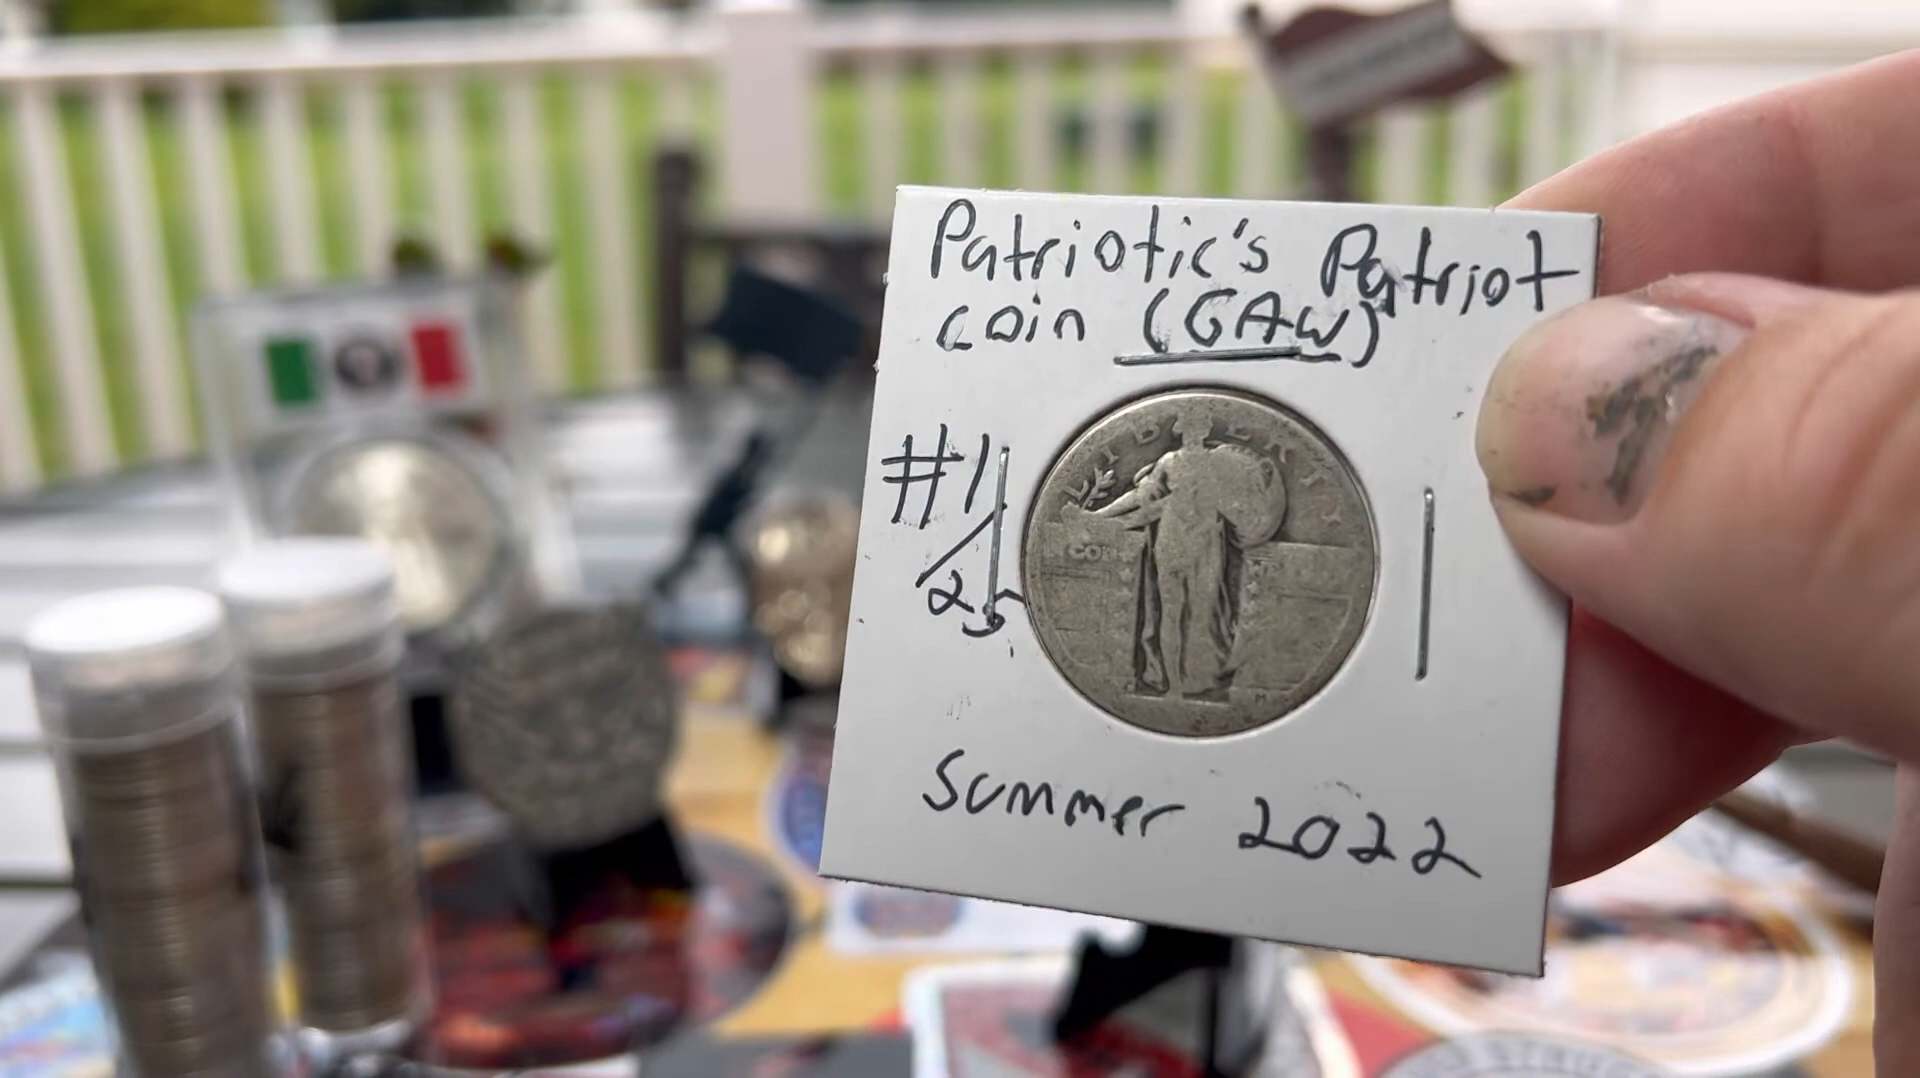 Patriotic's Patriot
coin (GAW)
#1/25
LIBERTY
Summer 2022